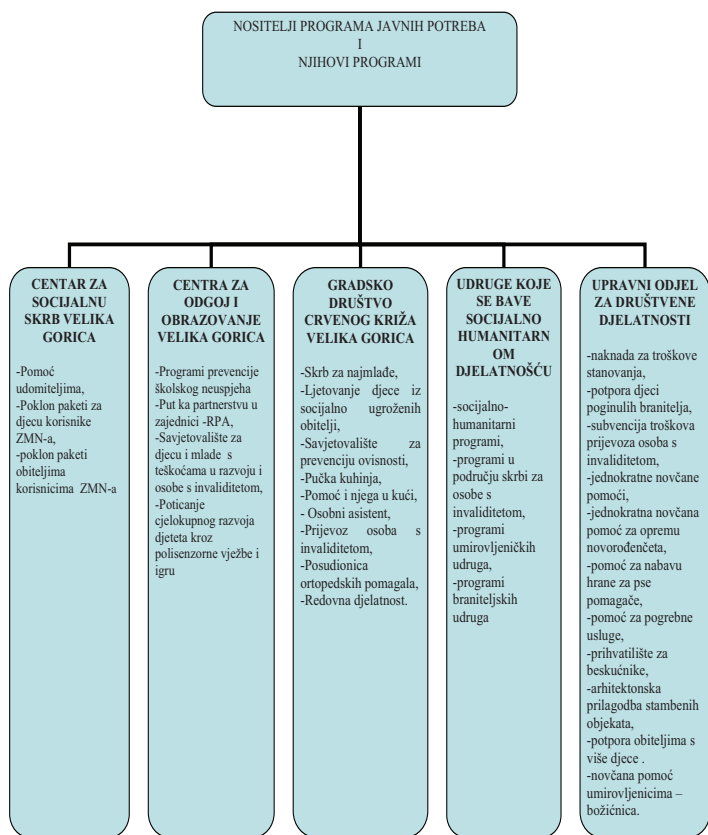 NOSITELJI PROGRAMA JAVNIH POTREBA
I
NJIHOVI PROGRAMI
CENTAR ZA
SOCIJALNU
SKRB VELIKA
GORICA
-Pomoć
udomiteljima,
-Poklon paketi za
djecu korisnike
ZMN-a,
-poklon paketi
obiteljima
korisnicima ZMN-a
CENTRA ZA
ODGOJ I
OBRAZOVANJE
VELIKA GORICA
-Programi prevencije
školskog neuspjeha
-Put ka partnerstvu u
zajednici -RPA,
-Savjetovalište za
djecu i mlade s
teškoćama u razvoju i
osobe s invaliditetom,
-Poticanje
cjelokupnog razvoja
djeteta kroz
polisenzorne vježbe i
igru
GRADSKO
DRUŠTVO
CRVENOG KRIŽA
VELIKA GORICA
-Skrb za najmlađe,
-Ljetovanje djece iz
socijalno ugroženih
obitelji,
-Savjetovalište za
prevenciju ovisnosti,
-Pučka kuhinja,
-Pomoć i njega u kući,
- Osobni asistent,
-Prijevoz osoba s
invaliditetom,
-Posudionica
ortopedskih pomagala,
-Redovna djelatnost.
UDRUGE KOJE
SE BAVE
SOCIJALNO
HUMANITARN
OM
DJELATNOŠĆU
-socijalno-
humanitarni
programi,
-programi u
području skrbi za
osobe s
invaliditetom,
-programi
umirovljeničkih
udruga,
-programi
braniteljskih
udruga
UPRAVNI ODJEL
ZA DRUŠTVENE
DJELATNOSTI
-naknada za troškove
stanovanja,
-potpora djeci
poginulih branitelja,
-subvencija troškova
prijevoza osoba s
invaliditetom,
-jednokratne novčane
pomoći,
-jednokratna novčana
pomoć za opremu
novorođenčeta,
-pomoć za nabavu
hrane za pse
pomagače,
-pomoć za pogrebne
usluge,
-prihvatilište za
beskućnike,
-arhitektonska
prilagodba stambenih
objekata,
-potpora obiteljima s
više djece .
-novčana pomoć
umirovljenicima –
božićnica.